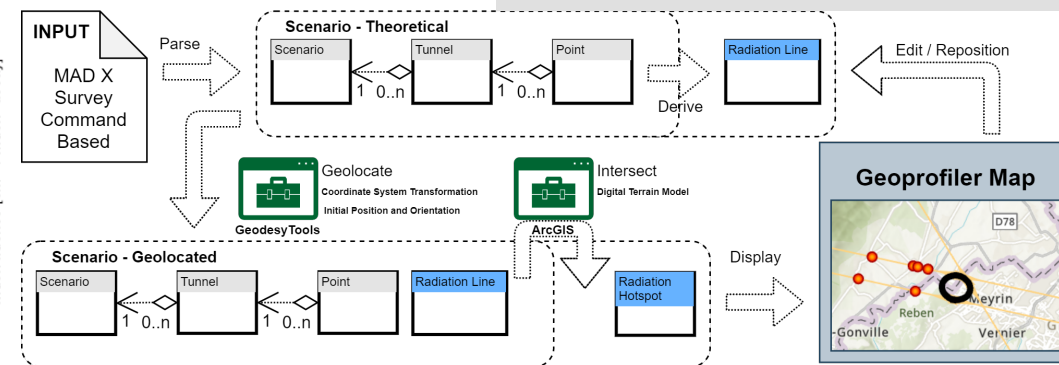 INPUT
MAD X
Survey
Command
Based
Parse
Scenario - Theoretical
Scenario
Tunnel
Point
1 0..n
1 0..n
Derive
Radiation Line
Edit / Reposition
Geolocate
Coordinate System Transformation
Initial Position and Orientation
GeodesyTools
Intersect
Digital Terrain Model
ArcGIS
Scenario - Geolocated
Scenario
Tunnel
Point
1 0..n
1 0..n
Radiation Line
Radiation
Hotspot
Display
Geoprofiler Map
D78
Meyrin
Reben
-Gonville
Vernier
G